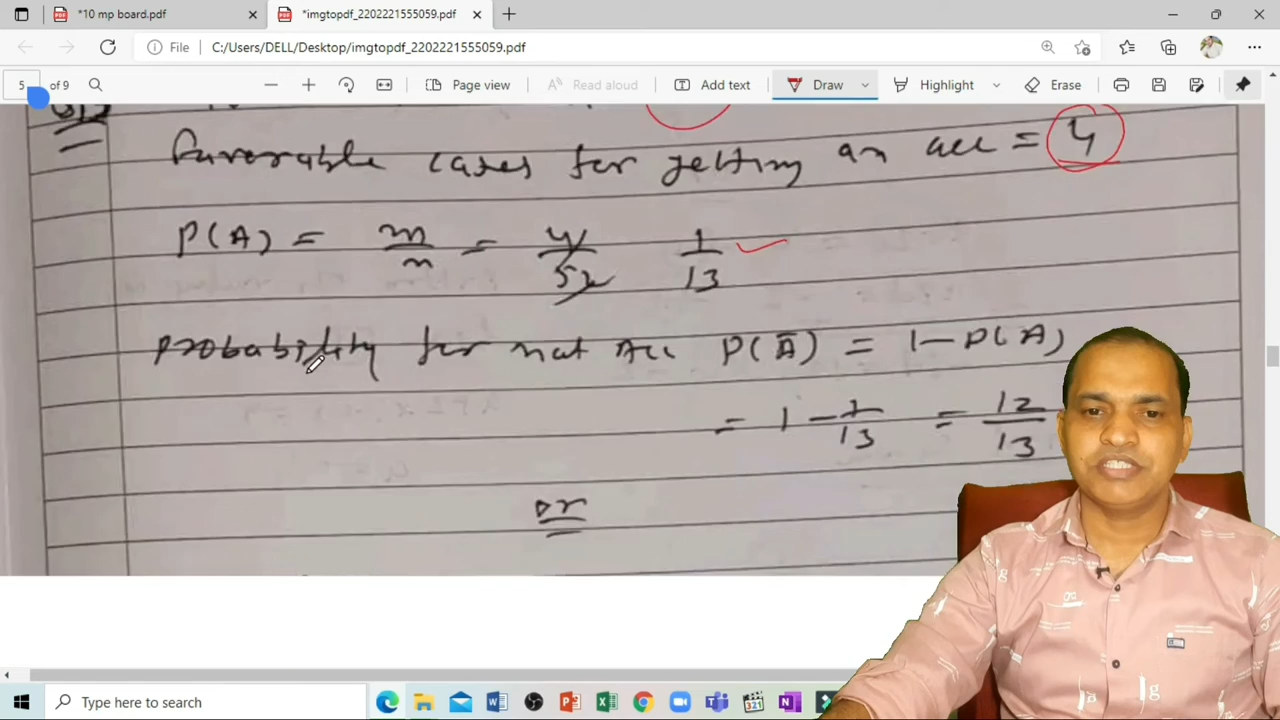 *10 mp board.pdf
*imgtopdf_2202221555059.pdf
File C:/Users/DELL/Desktop/imgtopdf_2202221555059.pdf
5 of 9 Page view Read aloud Add text Draw Highlight Erase
Favorable cases for getting an ace = 4
P(A) = m/n = 4/52 1/13
Probability for not Ace P(Ā) = 1 - P(A)
= 1 - 1/13 = 12/13
or
Type here to search